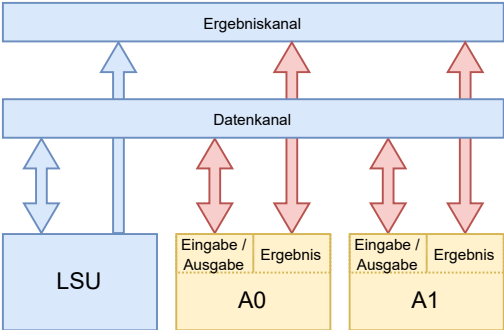 Ergebniskanal
Datenkanal
LSU
Eingabe /
Ausgabe
Ergebnis
A0
Eingabe /
Ausgabe
Ergebnis
A1